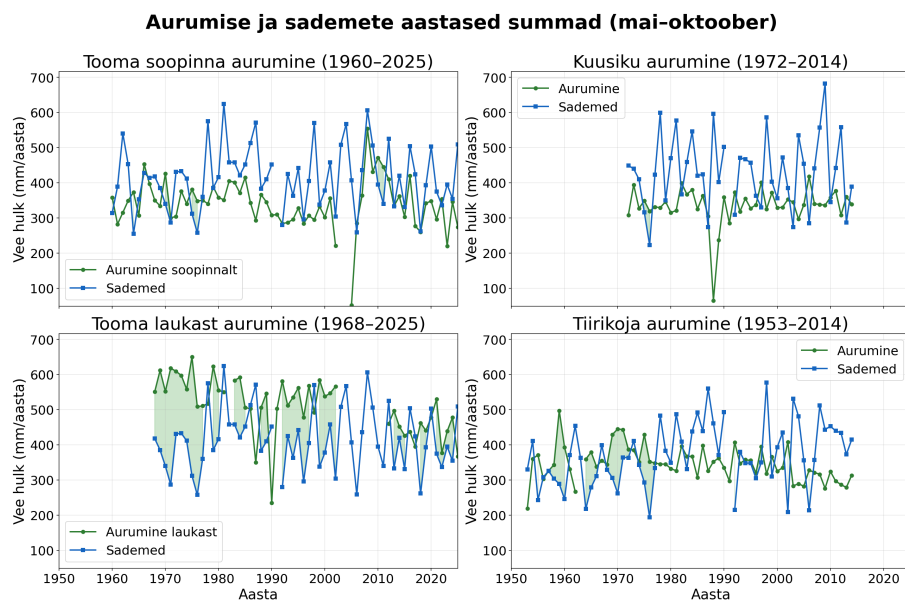 Aurumise ja sademete aastased summad (mai–oktoober)
Tooma soopinna aurumine (1960–2025)
Vee hulk (mm/aasta)
700
600
500
400
300
200
100
Aurumine soopinnalt
Sademed
Kuusiku aurumine (1972–2014)
Vee hulk (mm/aasta)
700
600
500
400
300
200
100
Aurumine
Sademed
Tooma laukast aurumine (1968–2025)
Vee hulk (mm/aasta)
700
600
500
400
300
200
100
Aurumine laukast
Sademed
1950 1960 1970 1980 1990 2000 2010 2020
Aasta
Tiirikoja aurumine (1953–2014)
Vee hulk (mm/aasta)
700
600
500
400
300
200
100
Aurumine
Sademed
1950 1960 1970 1980 1990 2000 2010 2020
Aasta